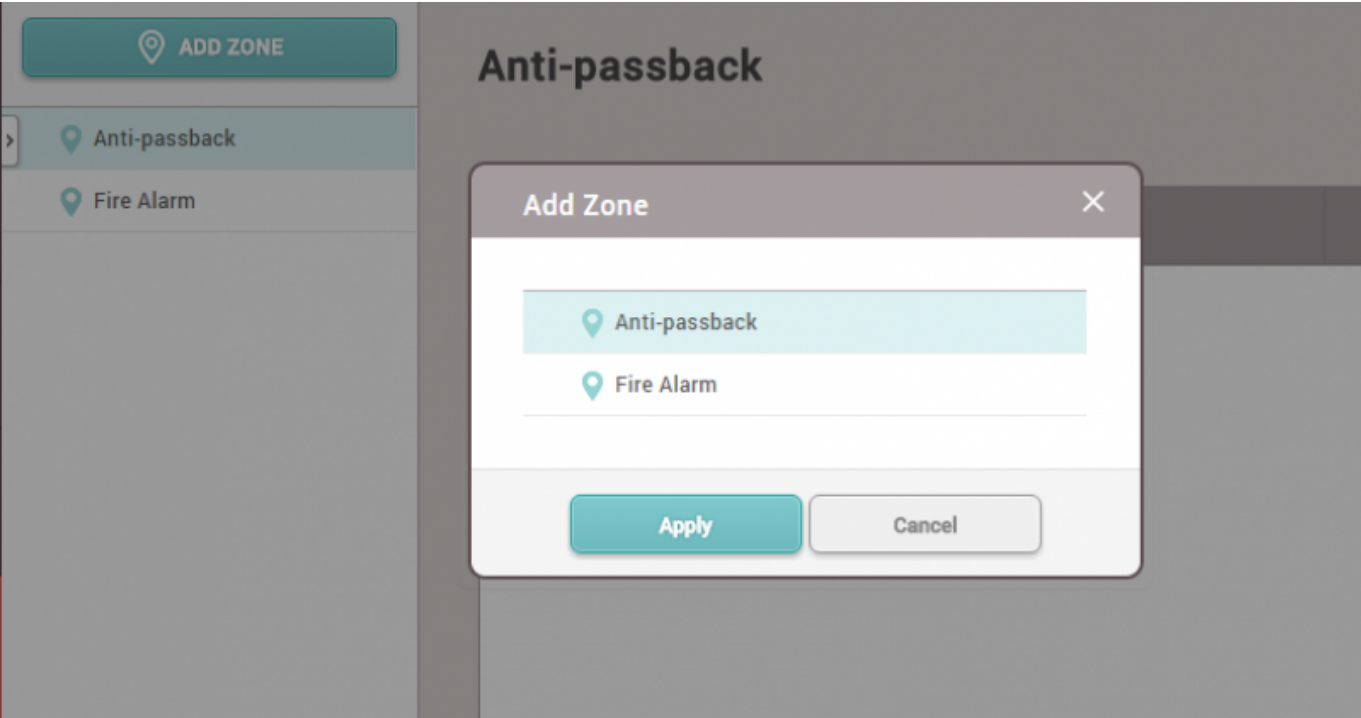 ADD ZONE
Anti-passback
Anti-passback
Fire Alarm
Add Zone
Anti-passback
Fire Alarm
Apply
Cancel